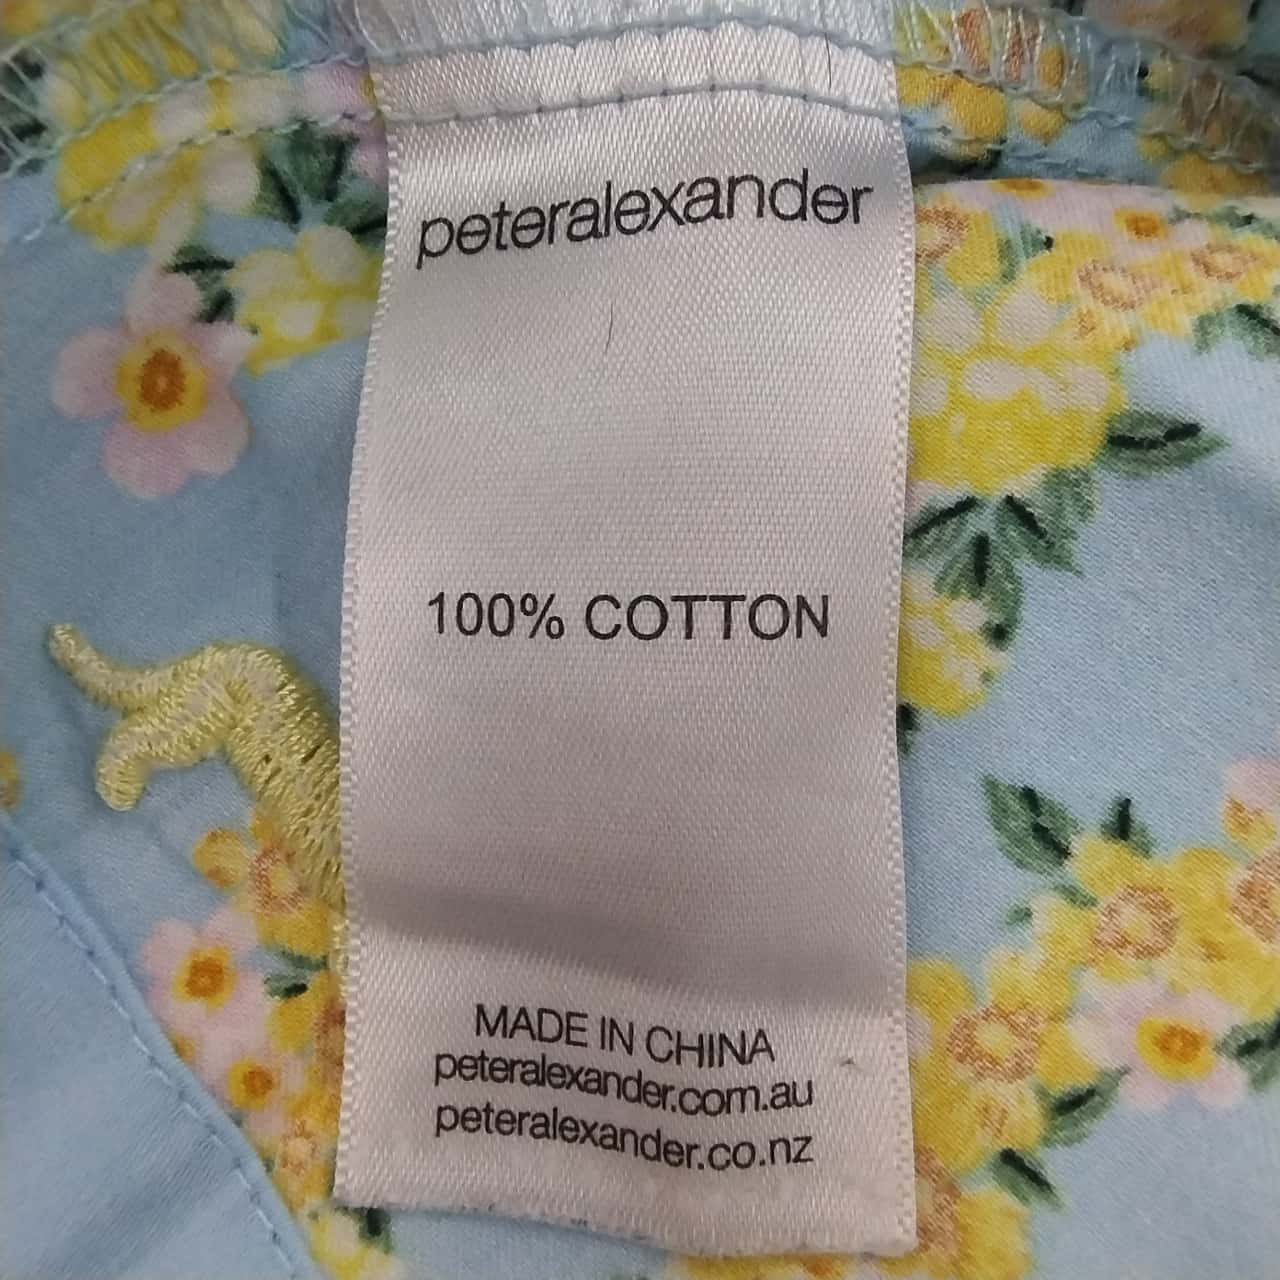 peteralexander
100% COTTON
MADE IN CHINA
peteralexander.com.au
peteralexander.co.nz